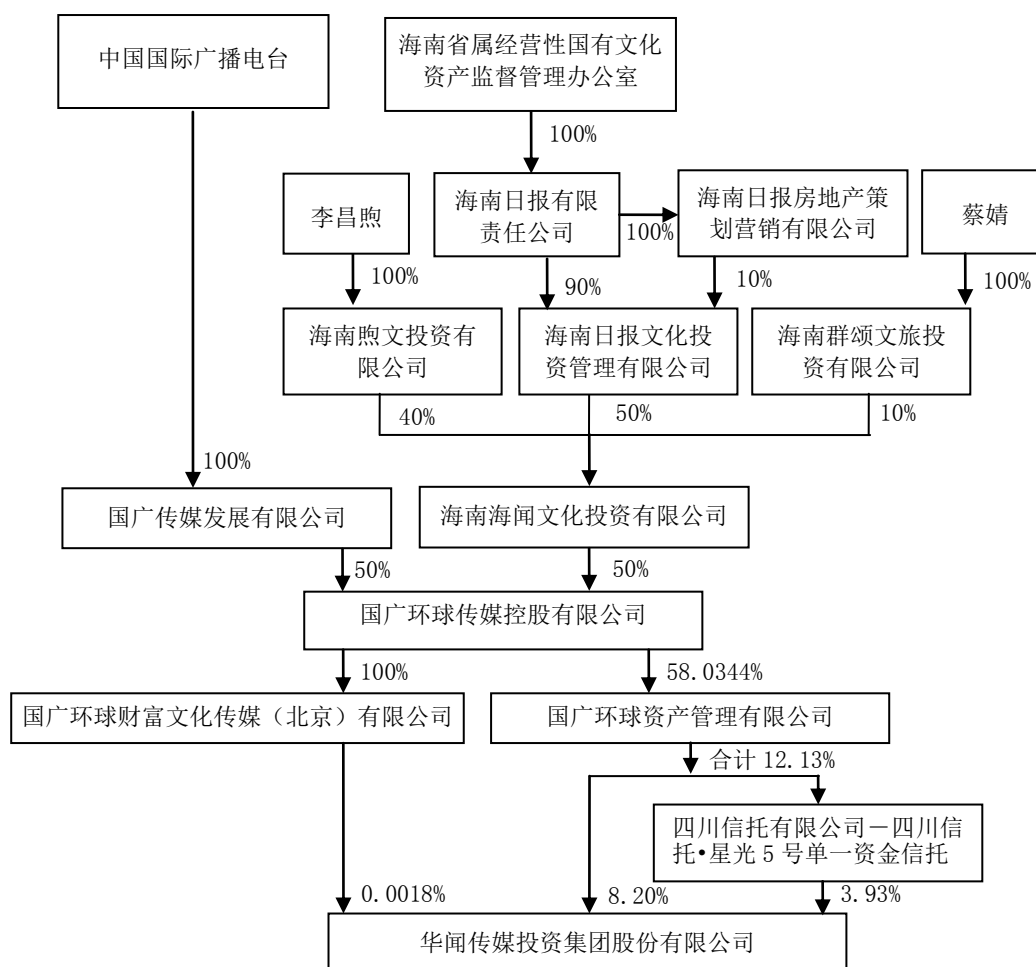 中国国际广播电台
海南省属经营性国有文化
资产监督管理办公室
100%
李昌煦
海南日报有限
责任公司
100%
海南日报房地产策
划营销有限公司
蔡婧
100%
90%
10%
100%
海南煦文投资有
限公司
海南日报文化投
资管理有限公司
海南群颂文旅投
资有限公司
40%
50%
10%
100%
国广传媒发展有限公司
海南海闻文化投资有限公司
50%
50%
国广环球传媒控股有限公司
100%
58.0344%
国广环球财富文化传媒（北京）有限公司
国广环球资产管理有限公司
合计 12.13%
四川信托有限公司－四川信
托•星光 5 号单一资金信托
0.0018%
8.20%
3.93%
华闻传媒投资集团股份有限公司